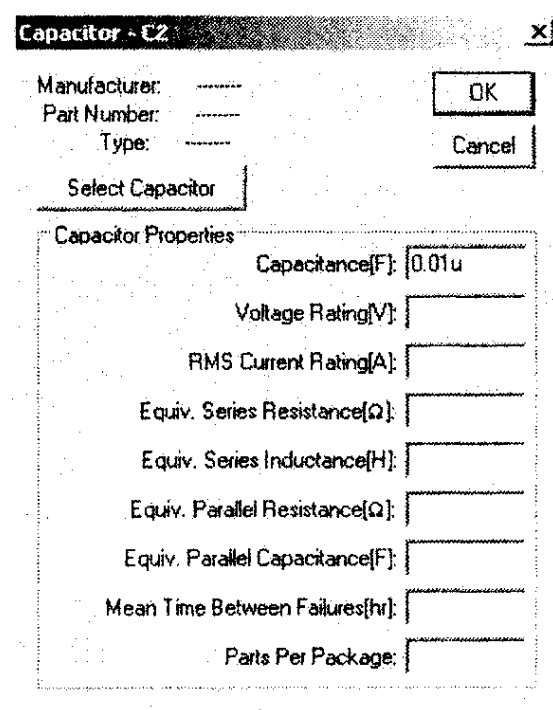 Capacitor - C2
Manufacturer: ------
Part Number: ------
Type: ------
OK
Cancel
Select Capacitor
Capacitor Properties
Capacitance[F]: 0.01u
Voltage Rating[V]:
RMS Current Rating[A]:
Equiv. Series Resistance[Ω]:
Equiv. Series Inductance[H]:
Equiv. Parallel Resistance[Ω]:
Equiv. Parallel Capacitance[F]:
Mean Time Between Failures[hr]:
Parts Per Package: